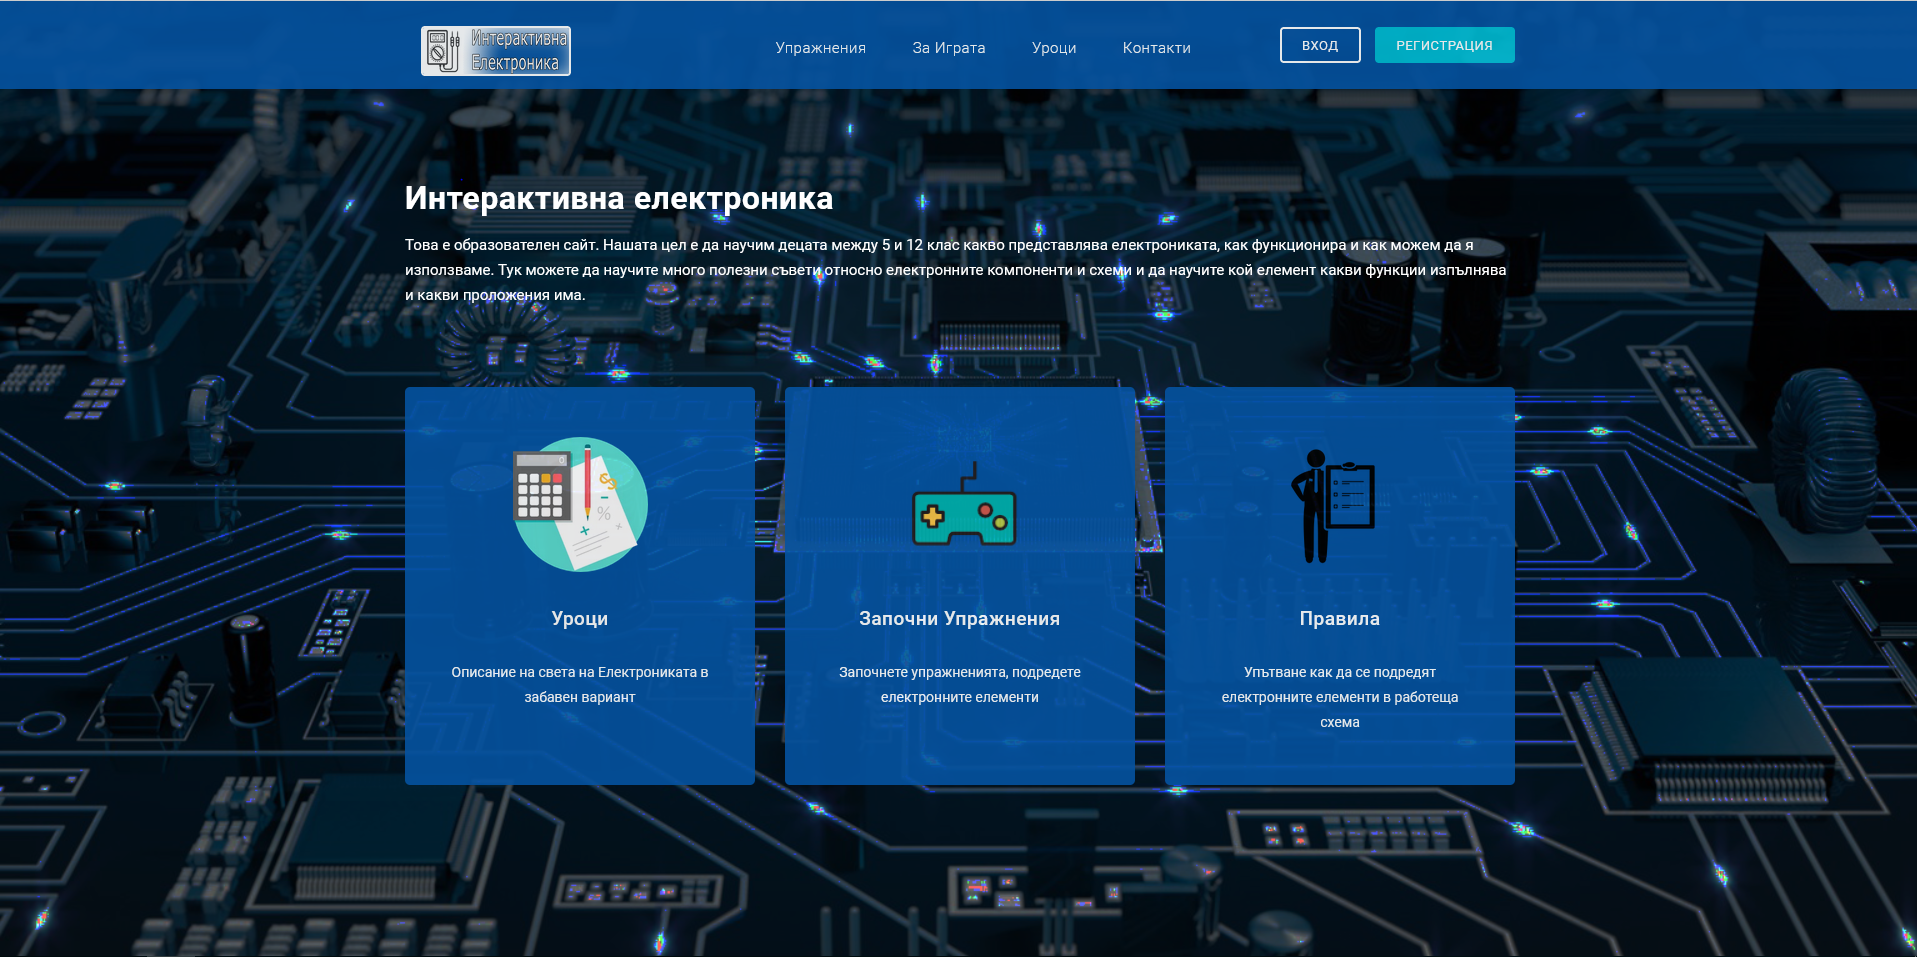 Интерактивна
Електроника
Упражнения
За Играта
Уроци
Контакти
ВХОД
РЕГИСТРАЦИЯ
Интерактивна електроника
Това е образователен сайт. Нашата цел е да научим децата между 5 и 12 клас какво представлява електрониката, как функционира и как можем да я
използваме. Тук можете да научите много полезни съвети относно електронните компоненти и схеми и да научите кой елемент какви функции изпълнява
и какви проложения има.
Уроци
Описание на света на Електрониката в
забавен вариант
Започни Упражнения
Започнете упражненията, подредете
електронните елементи
Правила
Упътване как да се подредят
електронните елементи в работеща
схема